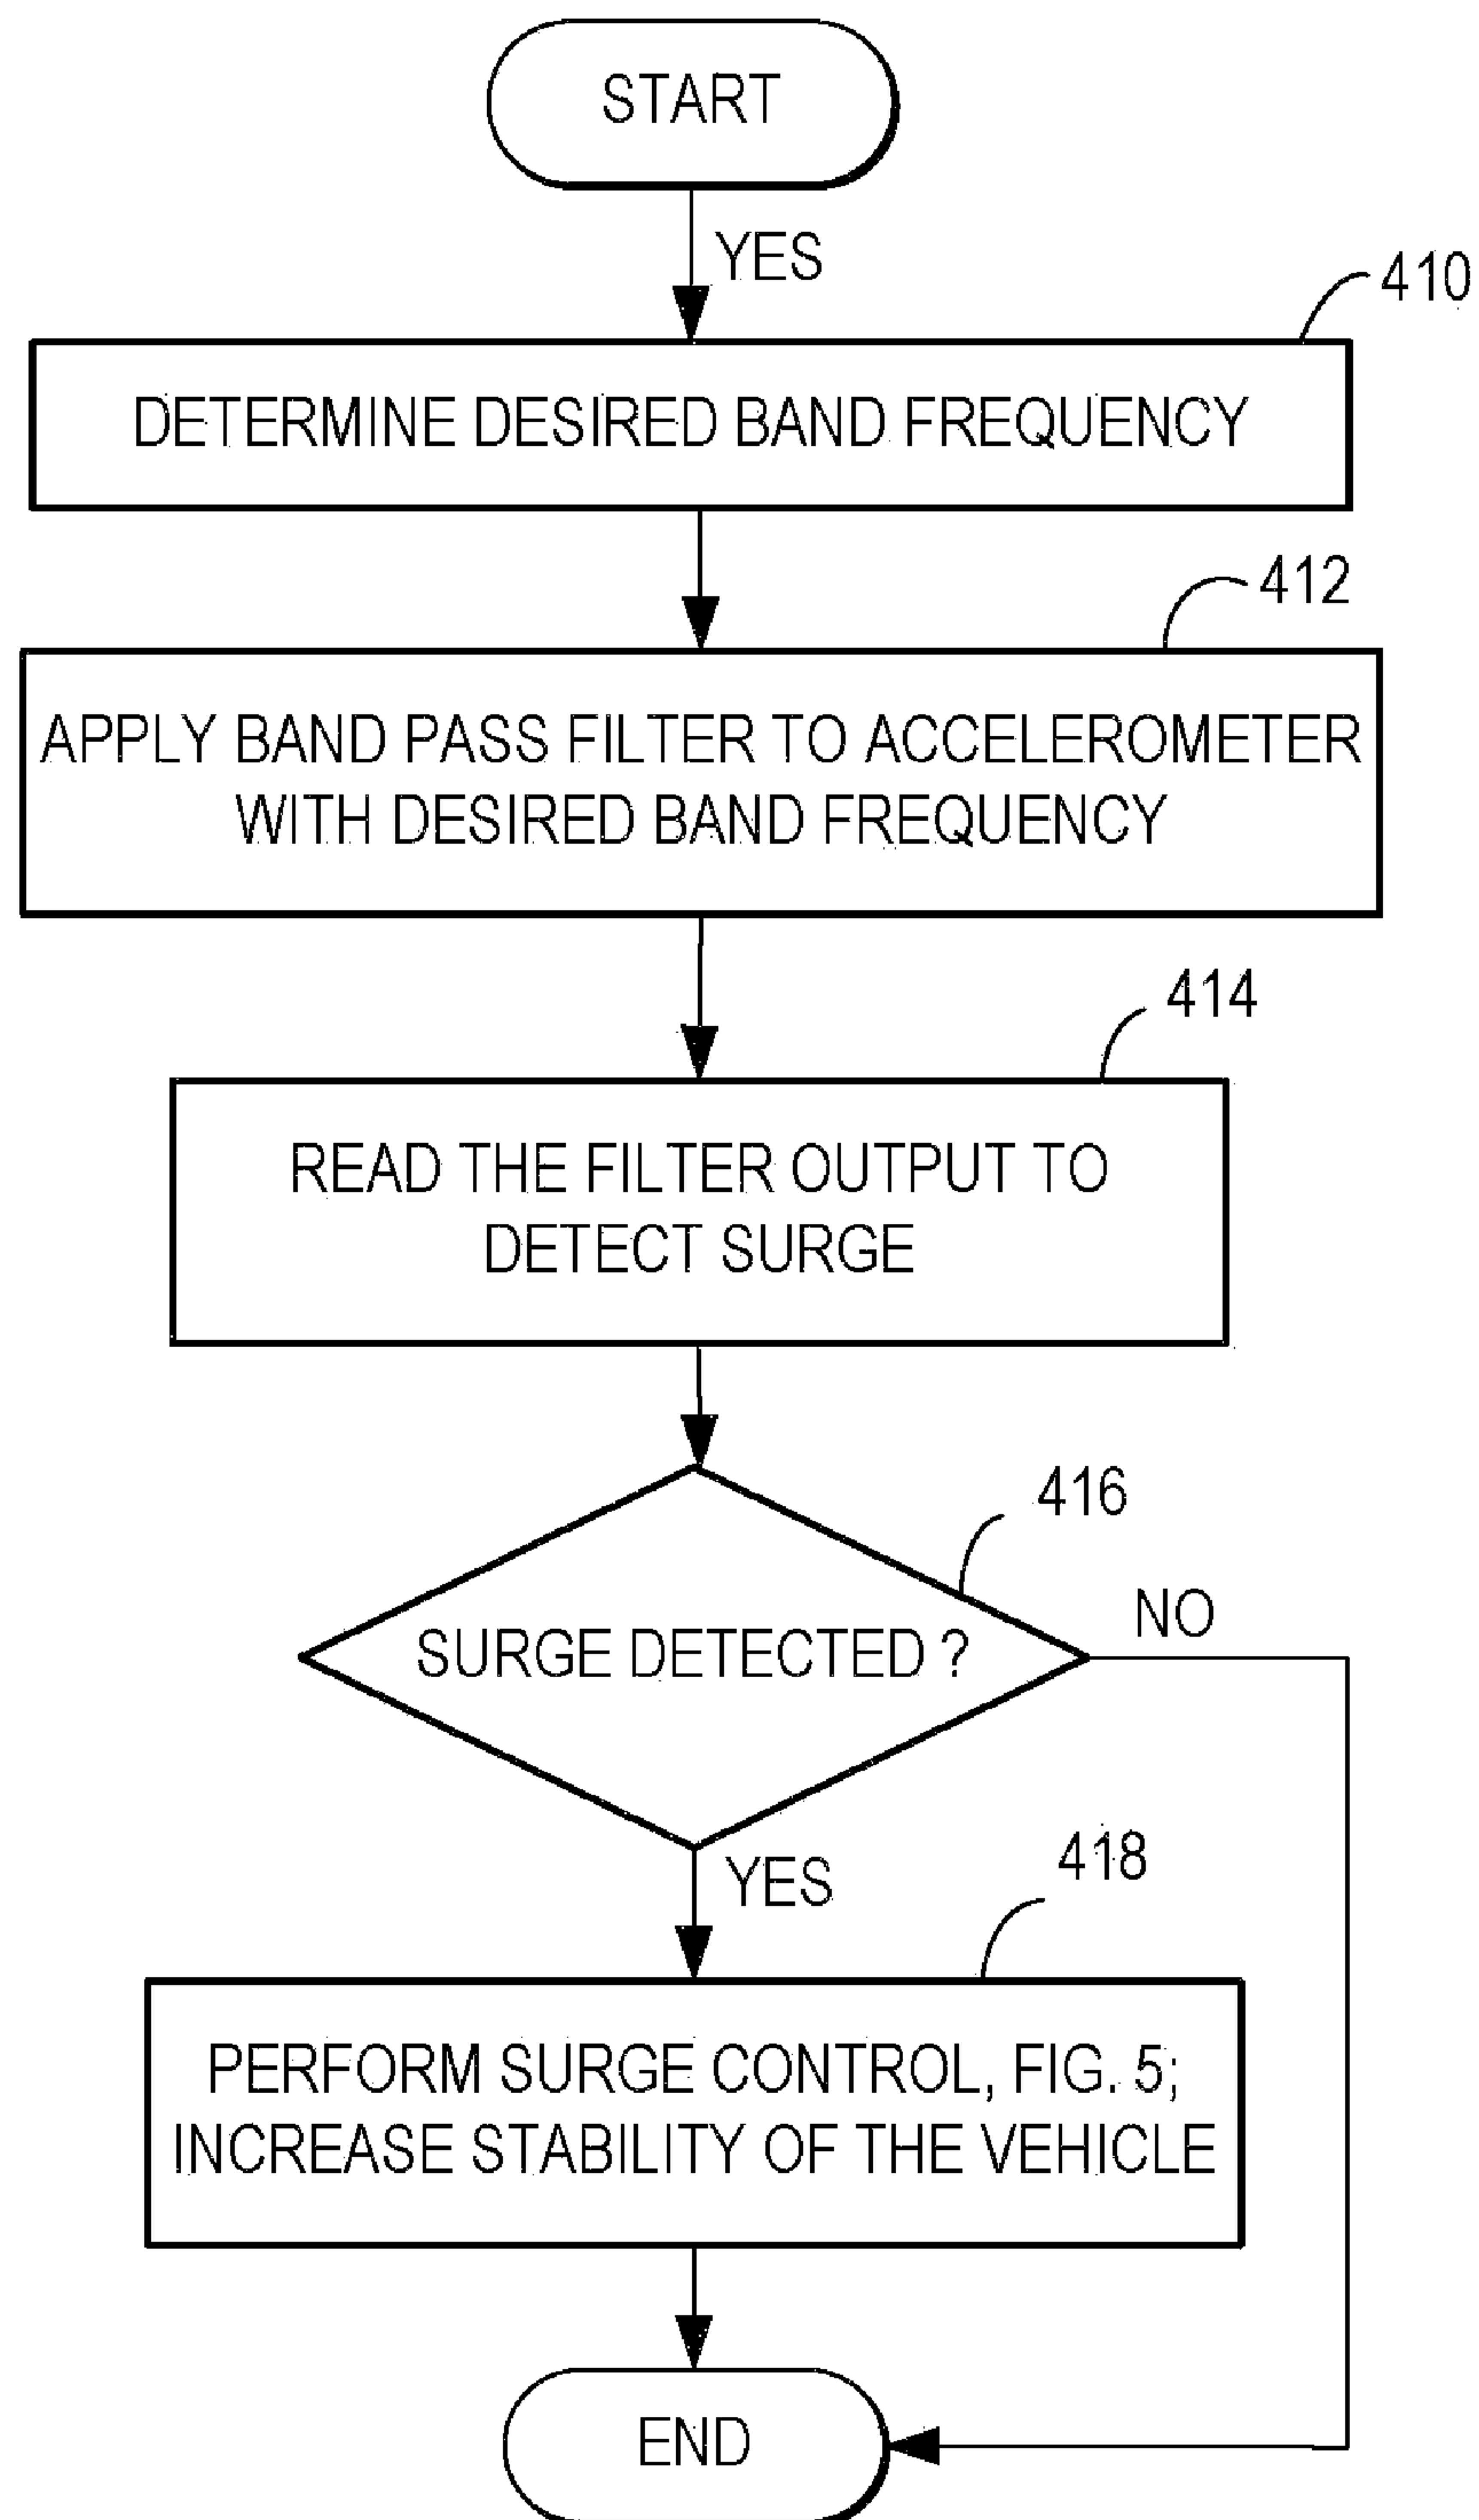 START
YES
410
DETERMINE DESIRED BAND FREQUENCY
412
APPLY BAND PASS FILTER TO ACCELEROMETER
WITH DESIRED BAND FREQUENCY
414
READ THE FILTER OUTPUT TO
DETECT SURGE
416
SURGE DETECTED ?
NO
YES
418
PERFORM SURGE CONTROL, FIG. 5;
INCREASE STABILITY OF THE VEHICLE
END